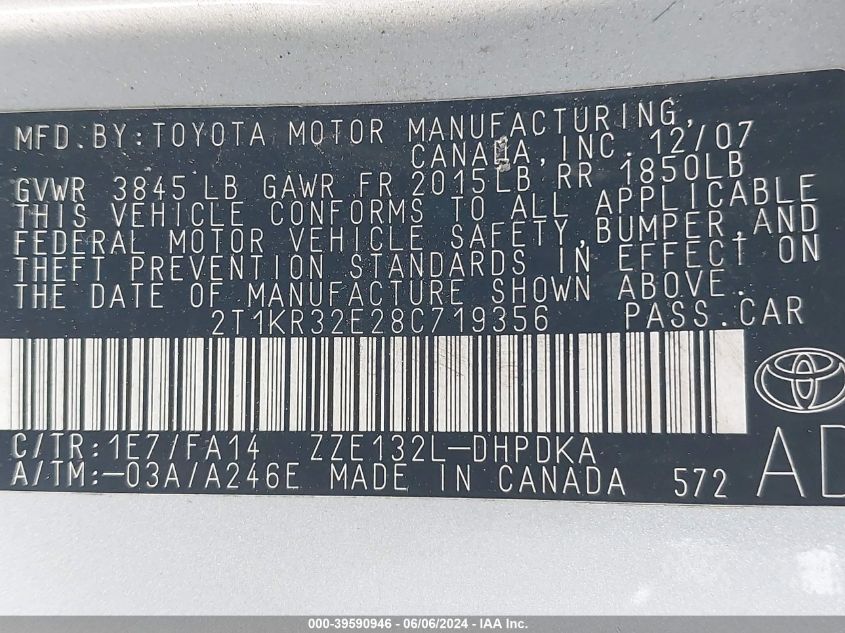 MFD.BY:TOYOTA MOTOR MANUFACTURING,
CANADA, INC. 12/07
GVWR 3845 LB GAWR FR 2015LB RR 1850LB
THIS VEHICLE CONFORMS TO ALL APPLICABLE
FEDERAL MOTOR VEHICLE SAFETY, BUMPER, AND
THEFT PREVENTION STANDARDS IN EFFECT ON
THE DATE OF MANUFACTURE SHOWN ABOVE.
2T1KR32E28C719356 PASS.CAR
C/TR:1E7/FA14 ZZE132L-DHPDKA
A/TM:-03A/A246E MADE IN CANADA 572 AD
000-39590946 - 06/06/2024 - IAA Inc.